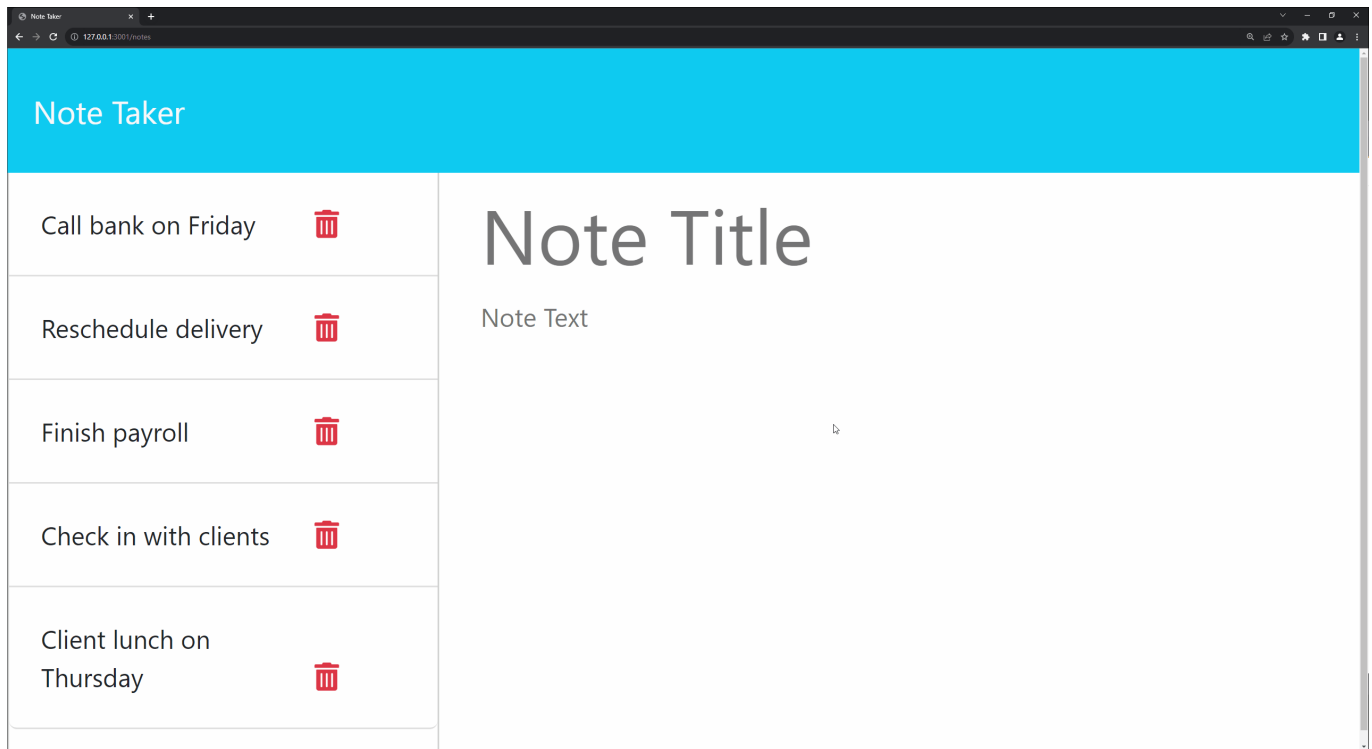 Note Taker
127.0.0.1:3001/notes
Note Taker
Call bank on Friday
Reschedule delivery
Finish payroll
Check in with clients
Client lunch on
Thursday
Note Title
Note Text